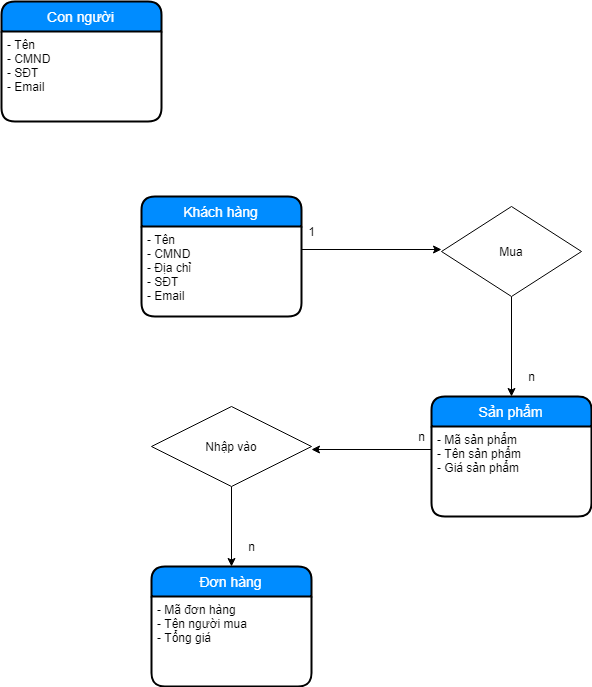 Con người
- Tên
- CMND
- SĐT
- Email
Khách hàng
- Tên
- CMND
- Địa chỉ
- SĐT
- Email
1
Mua
n
Sản phẩm
- Mã sản phẩm
- Tên sản phẩm
- Giá sản phẩm
n
Nhập vào
n
Đơn hàng
- Mã đơn hàng
- Tên người mua
- Tổng giá